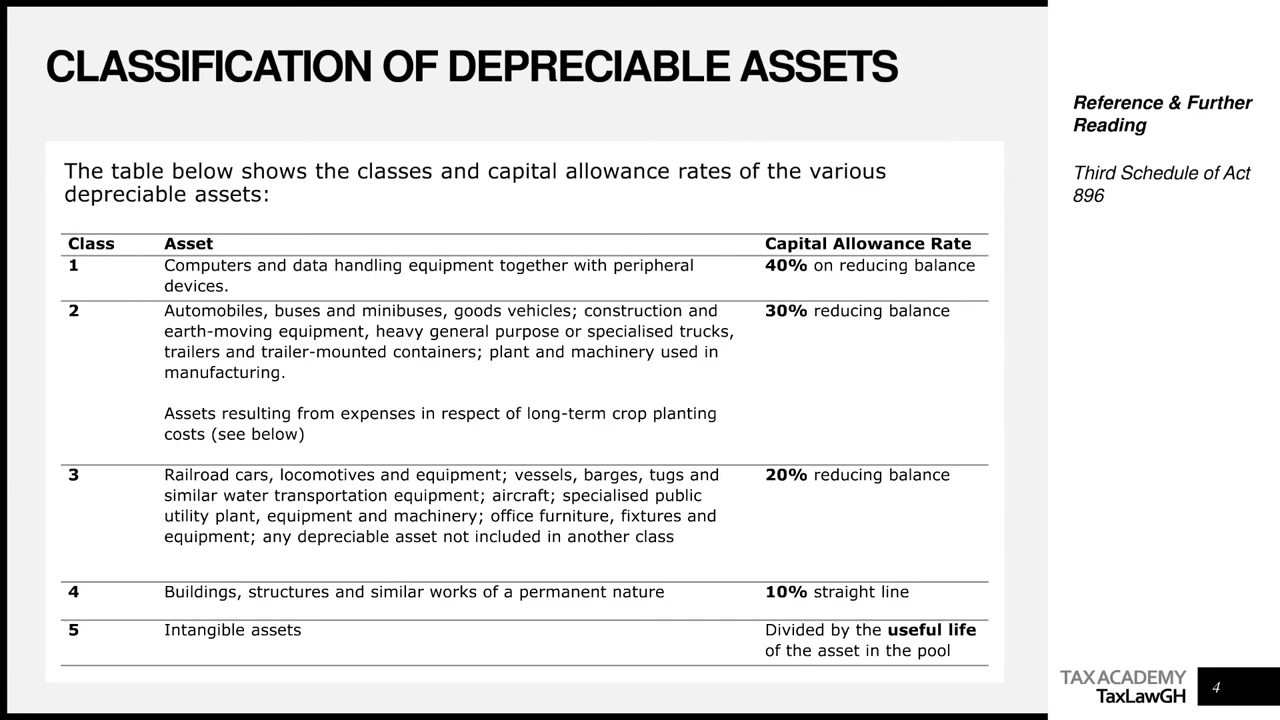 CLASSIFICATION OF DEPRECIABLE ASSETS
The table below shows the classes and capital allowance rates of the various
depreciable assets:
Class Asset Capital Allowance Rate
1 Computers and data handling equipment together with peripheral 40% on reducing balance
devices.
2 Automobiles, buses and minibuses, goods vehicles; construction and 30% reducing balance
earth-moving equipment, heavy general purpose or specialised trucks,
trailers and trailer-mounted containers; plant and machinery used in
manufacturing.
Assets resulting from expenses in respect of long-term crop planting
costs (see below)
3 Railroad cars, locomotives and equipment; vessels, barges, tugs and 20% reducing balance
similar water transportation equipment; aircraft; specialised public
utility plant, equipment and machinery; office furniture, fixtures and
equipment; any depreciable asset not included in another class
4 Buildings, structures and similar works of a permanent nature 10% straight line
5 Intangible assets Divided by the useful life
of the asset in the pool
Reference & Further
Reading
Third Schedule of Act
896
TAX ACADEMY
TaxLawGH
4